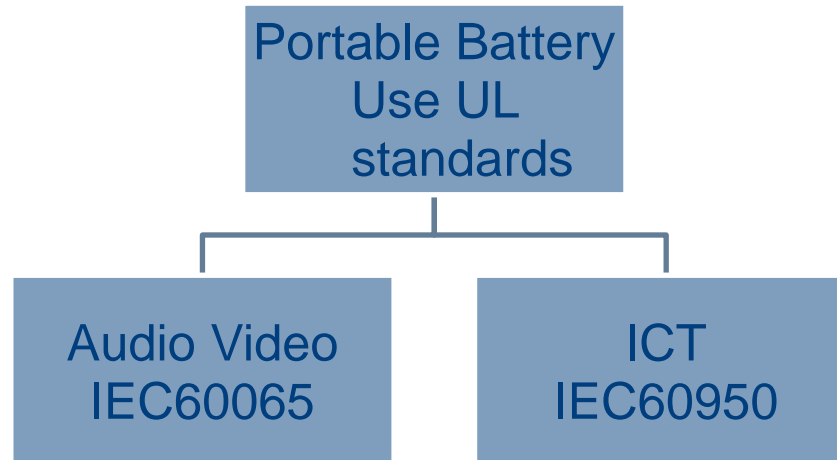 Portable Battery
Use UL
standards
Audio Video
IEC60065
ICT
IEC60950